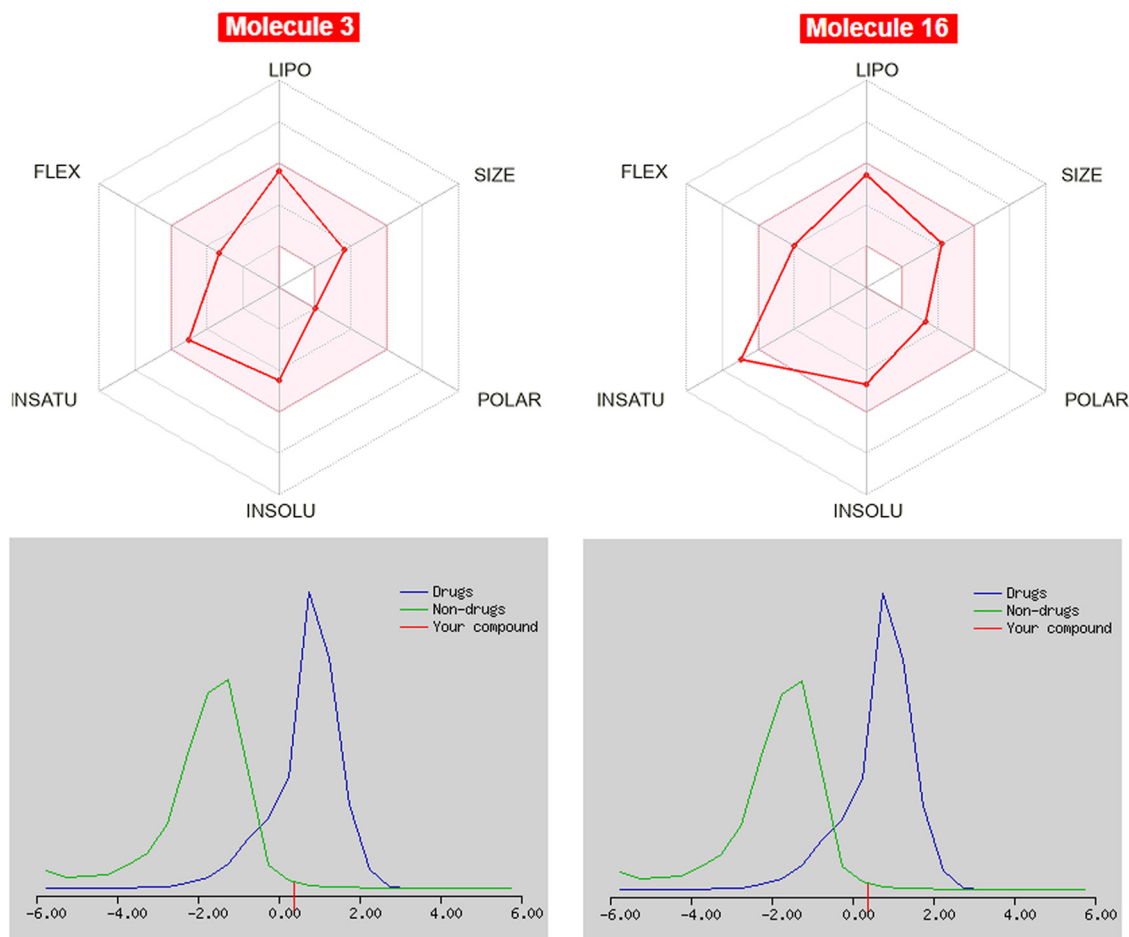 Molecule 3
LIPO
FLEX
SIZE
INSATU
POLAR
INSOLU
Molecule 16
LIPO
FLEX
SIZE
INSATU
POLAR
INSOLU
Drugs
Non-drugs
Your compound
-6.00 -4.00 -2.00 0.00 2.00 4.00 6.00
Drugs
Non-drugs
Your compound
-6.00 -4.00 -2.00 0.00 2.00 4.00 6.00